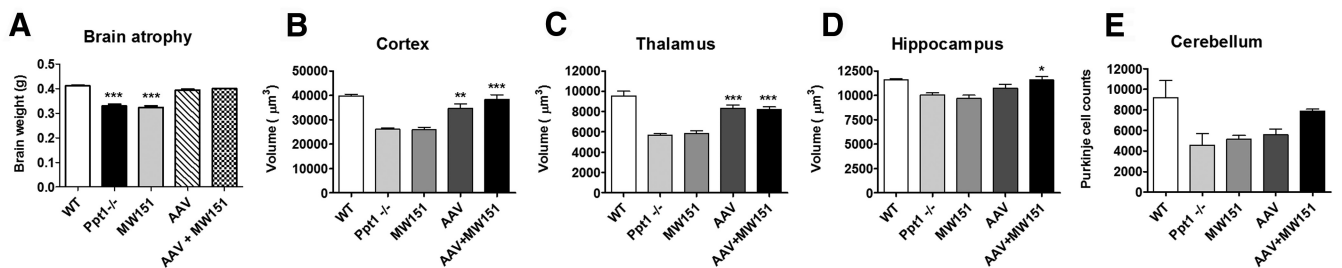 A
Brain atrophy
Brain weight (g)
0.5
0.4
0.3
0.2
0.1
0.0
***
***
WT
Ppt1-/-
MW151
AAV
AAV + MW151
B
Cortex
Volume ( μm³)
50000
40000
30000
20000
10000
0
**
***
WT
Ppt1 -/-
MW151
AAV
AAV+MW151
C
Thalamus
Volume ( μm³)
12000
10000
8000
6000
4000
2000
0
***
***
WT
Ppt1 -/-
MW151
AAV
AAV+MW151
D
Hippocampus
Volume ( μm³)
12500
10000
7500
5000
2500
0
*
WT
Ppt1 -/-
MW151
AAV
AAV+MW151
E
Cerebellum
Purkinje cell counts
12000
10000
8000
6000
4000
2000
0
WT
Ppt1 -/-
MW151
AAV
AAV+MW151